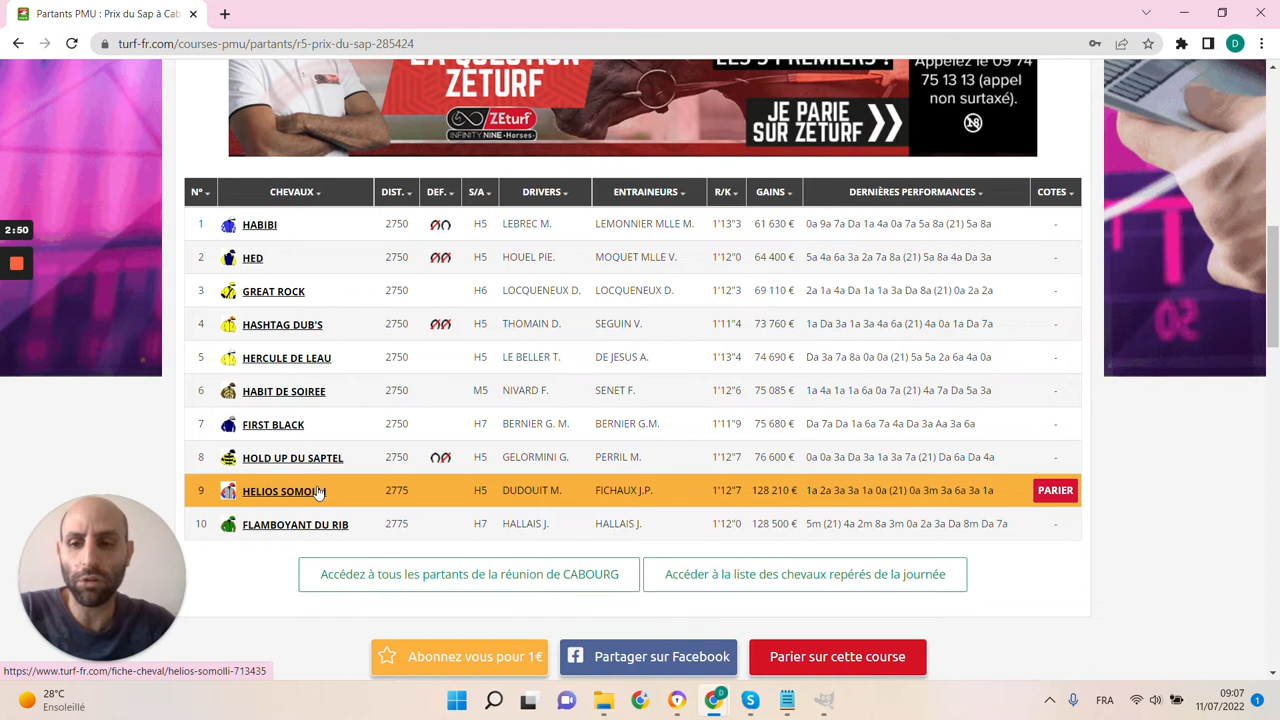 Partants PMU : Prix du Sap à Cab
turf-fr.com/courses-pmu/partants/r5-prix-du-sap-285424
D
LA QUESTION
ZETURF
ZEturf
INFINITY NINE Horses
LES 5 PREMIERS !
JE PARIE
SUR ZETURF
Appelez le 09 74
75 13 13 (appel
non surtaxé).
18
2:50
N° CHEVAUX DIST. DEF. S/A DRIVERS ENTRAINEURS R/K GAINS DERNIÈRES PERFORMANCES COTES
1 HABIBI 2750 H5 LEBREC M. LEMONNIER MLLE M. 1'13"3 61 630 € 0a 9a 7a Da 1a 4a 0a 7a 5a 8a (21) 5a 8a -
2 HED 2750 H5 HOUEL PIE. MOQUET MLLE V. 1'12"0 64 400 € 5a 4a 6a 3a 2a 7a 8a (21) 5a 8a 4a Da 3a -
3 GREAT ROCK 2750 H6 LOCQUENEUX D. LOCQUENEUX D. 1'12"3 69 110 € 2a 1a 4a Da 1a 1a 3a Da 8a (21) 0a 2a 2a -
4 HASHTAG DUB'S 2750 H5 THOMAIN D. SEGUIN V. 1'11"4 73 760 € 1a Da 3a 1a 3a 4a 6a (21) 4a 0a 1a Da 7a -
5 HERCULE DE LEAU 2750 H5 LE BELLER T. DE JESUS A. 1'13"4 74 690 € Da 3a 7a 8a 0a 0a (21) 5a 5a 2a 6a 4a 0a -
6 HABIT DE SOIREE 2750 M5 NIVARD F. SENET F. 1'12"6 75 085 € 1a 4a 1a 1a 6a 0a 7a (21) 4a 7a Da 5a 3a -
7 FIRST BLACK 2750 H7 BERNIER G. M. BERNIER G.M. 1'11"9 75 680 € Da 7a Da 1a 6a 7a 4a Da 3a Aa 3a 6a -
8 HOLD UP DU SAPTEL 2750 H5 GELORMINI G. PERRIL M. 1'12"7 76 600 € 0a 0a 3a Da 1a 3a 7a (21) Da 6a Da 4a -
9 HELIOS SOMOLLI 2775 H5 DUDOUIT M. FICHAUX J.P. 1'12"7 128 210 € 1a 2a 3a 3a 1a 0a (21) 0a 3m 3a 6a 3a 1a PARIER
10 FLAMBOYANT DU RIB 2775 H7 HALLAIS J. HALLAIS J. 1'12"0 128 500 € 5m (21) 4a 2m 8a 3m 0a 2a 3a Da 8m Da 7a -
Accédez à tous les partants de la réunion de CABOURG
Accéder à la liste des chevaux repérés de la journée
Abonnez vous pour 1€
Partager sur Facebook
Parier sur cette course
https://www.turf-fr.com/fiche-cheval/helios-somolli-713435
28°C
Ensoleillé
D
FRA
09:07
11/07/2022
1